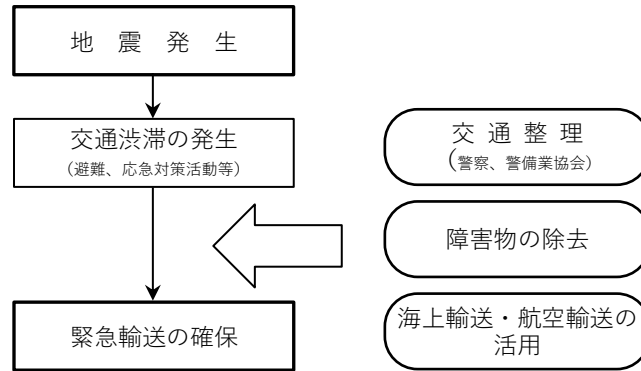 地 震 発 生
交通渋滞の発生
(避難、応急対策活動等)
緊急輸送の確保
交 通 整 理
(警察、警備業協会)
障害物の除去
海上輸送・航空輸送の
活用